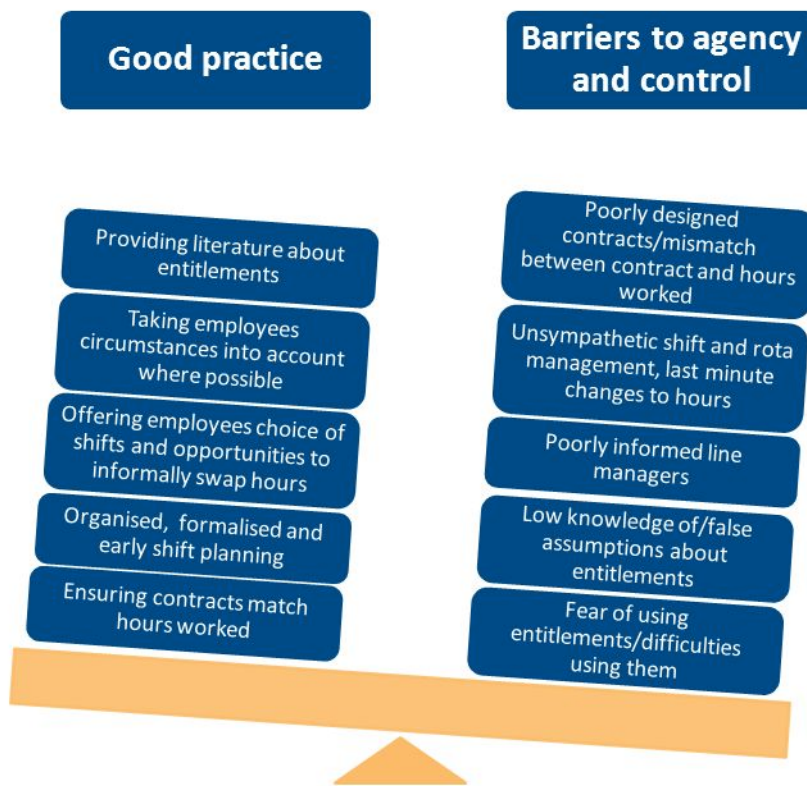 Good practice
Barriers to agency
and control
Providing literature about
entitlements
Taking employees
circumstances into account
where possible
Offering employees choice of
shifts and opportunities to
informally swap hours
Organised, formalised and
early shift planning
Ensuring contracts match
hours worked
Poorly designed
contracts/mismatch
between contract and hours
worked
Unsympathetic shift and rota
management, last minute
changes to hours
Poorly informed line
managers
Low knowledge of/false
assumptions about
entitlements
Fear of using
entitlements/difficulties
using them